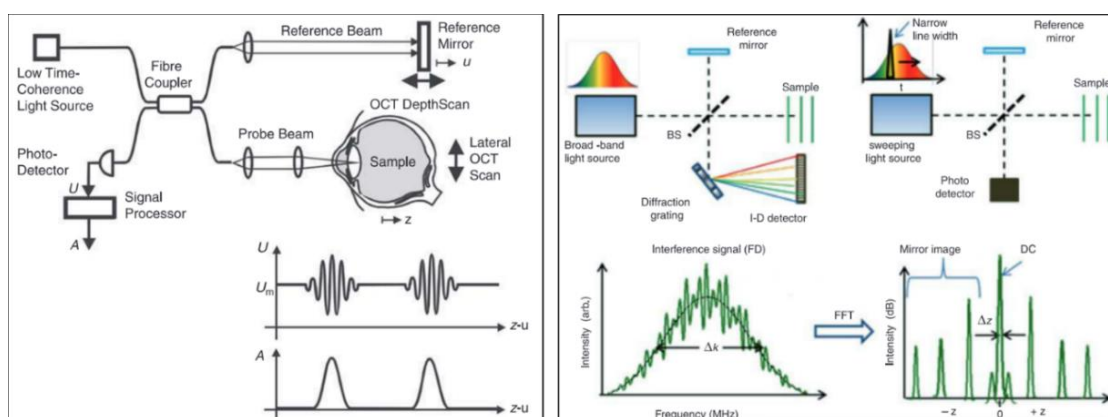 Reference Beam
Reference
Mirror
u
Low Time-
Coherence
Light Source
Fibre
Coupler
OCT DepthScan
Probe Beam
Sample
Lateral
OCT
Scan
Photo-
Detector
U
Signal
Processor
A
z
U
Um
z-u
A
z-u
Reference
mirror
Sample
BS
Broad -band
light source
Diffraction
grating
I-D detector
Narrow
line width
t
Reference
mirror
Sample
BS
sweeping
light source
Photo
detector
Interference signal (FD)
Intensity (arb.)
Δk
Frequency (MHz)
FFT
Mirror image
DC
Δz
Intensity (dB)
– z
0
+ z